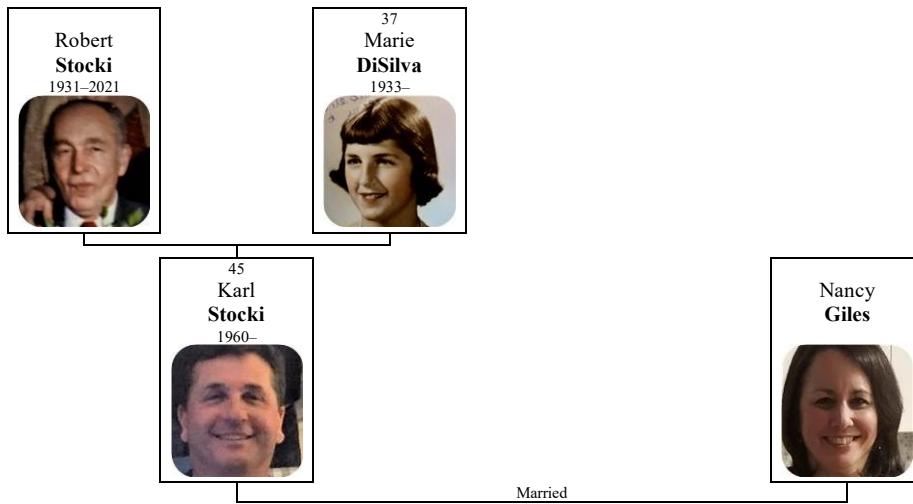 Robert
Stocki
1931–2021
37
Marie
DiSilva
1933–
45
Karl
Stocki
1960–
Nancy
Giles
Married